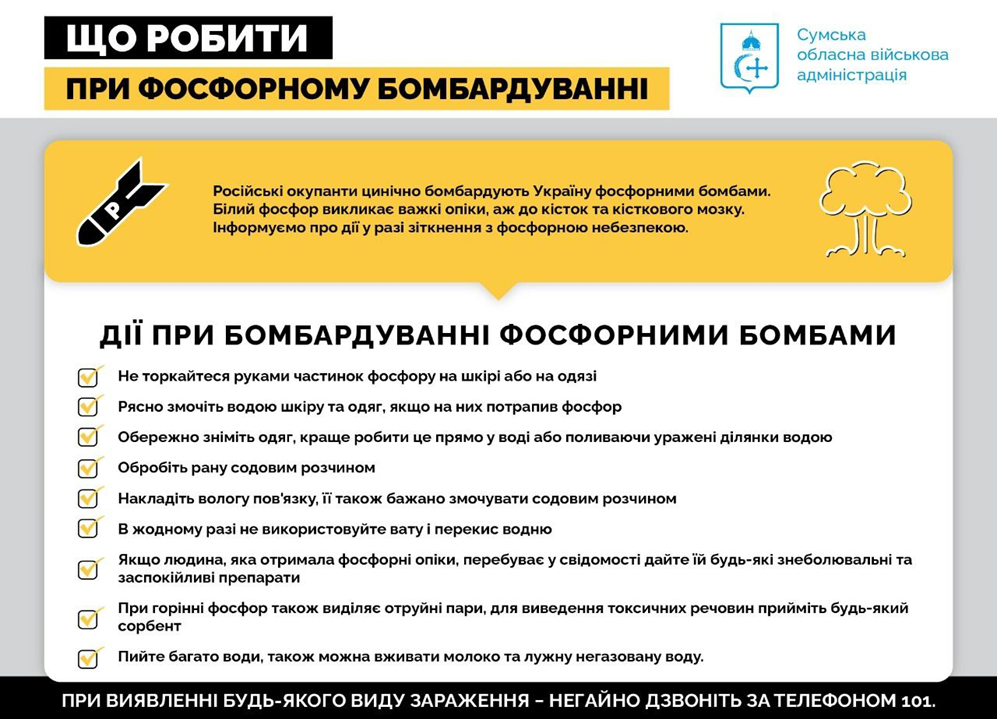 ЩО РОБИТИ
ПРИ ФОСФОРНОМУ БОМБАРДУВАННІ
Сумська
обласна військова
адміністрація
P
Російські окупанти цинічно бомбардують Україну фосфорними бомбами.
Білий фосфор викликає важкі опіки, аж до кісток та кісткового мозку.
Інформуємо про дії у разі зіткнення з фосфорною небезпекою.
ДІЇ ПРИ БОМБАРДУВАННІ ФОСФОРНИМИ БОМБАМИ
Не торкайтеся руками частинок фосфору на шкірі або на одязі
Рясно змочіть водою шкіру та одяг, якщо на них потрапив фосфор
Обережно зніміть одяг, краще робити це прямо у воді або поливаючи уражені ділянки водою
Обробіть рану содовим розчином
Накладіть вологу пов'язку, її також бажано змочувати содовим розчином
В жодному разі не використовуйте вату і перекис водню
Якщо людина, яка отримала фосфорні опіки, перебуває у свідомості дайте їй будь-які знеболювальні та
заспокійливі препарати
При горінні фосфор також виділяє отруйні пари, для виведення токсичних речовин прийміть будь-який
сорбент
Пийте багато води, також можна вживати молоко та лужну негазовану воду.
ПРИ ВИЯВЛЕННІ БУДЬ-ЯКОГО ВИДУ ЗАРАЖЕННЯ – НЕГАЙНО ДЗВОНІТЬ ЗА ТЕЛЕФОНОМ 101.